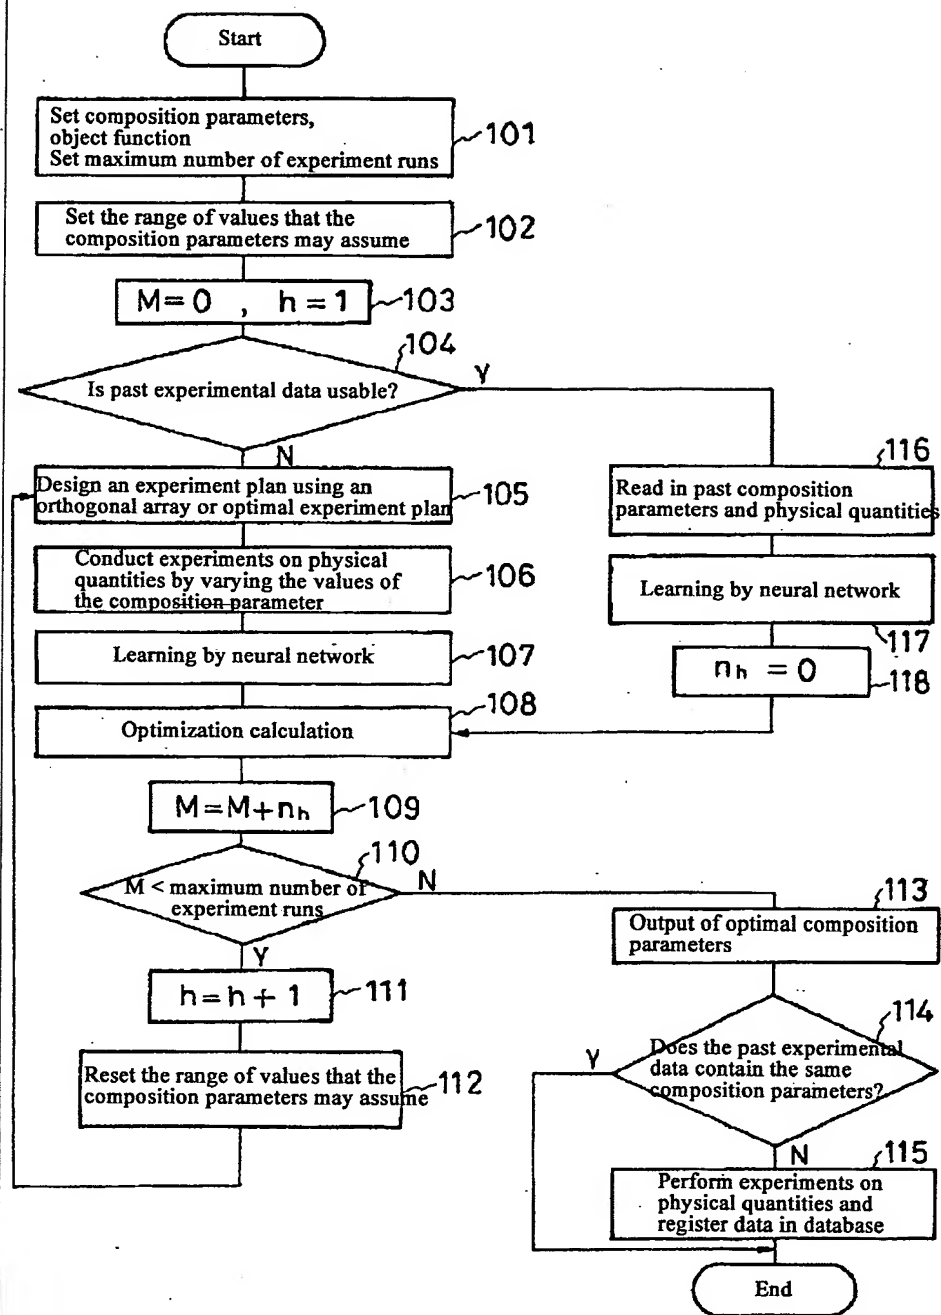 Start
Set composition parameters,
object function
Set maximum number of experiment runs
101
Set the range of values that the
composition parameters may assume
102
M=0 , h=1
103
104
Is past experimental data usable?
Y
N
116
Read in past composition
parameters and physical quantities
Design an experiment plan using an
orthogonal array or optimal experiment plan
105
Conduct experiments on physical
quantities by varying the values of
the composition parameter
106
Learning by neural network
117
Learning by neural network
107
nh = 0
118
108
Optimization calculation
M=M+nh
109
110
M < maximum number of
experiment runs
N
Y
113
Output of optimal composition
parameters
h=h+1
111
114
Does the past experimental
data contain the same
composition parameters?
Y
N
Reset the range of values that the
composition parameters may assume
112
115
Perform experiments on
physical quantities and
register data in database
End